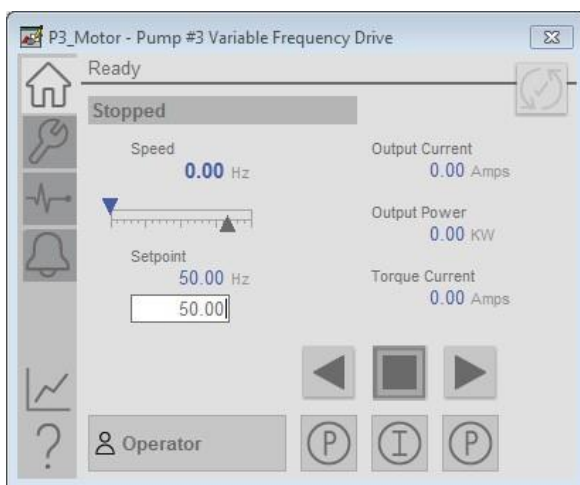 P3_Motor - Pump #3 Variable Frequency Drive
Ready
Stopped
Speed
0.00 Hz
Output Current
0.00 Amps
Output Power
0.00 KW
Setpoint
50.00 Hz
50.00
Torque Current
0.00 Amps
Operator
P
I
P
?